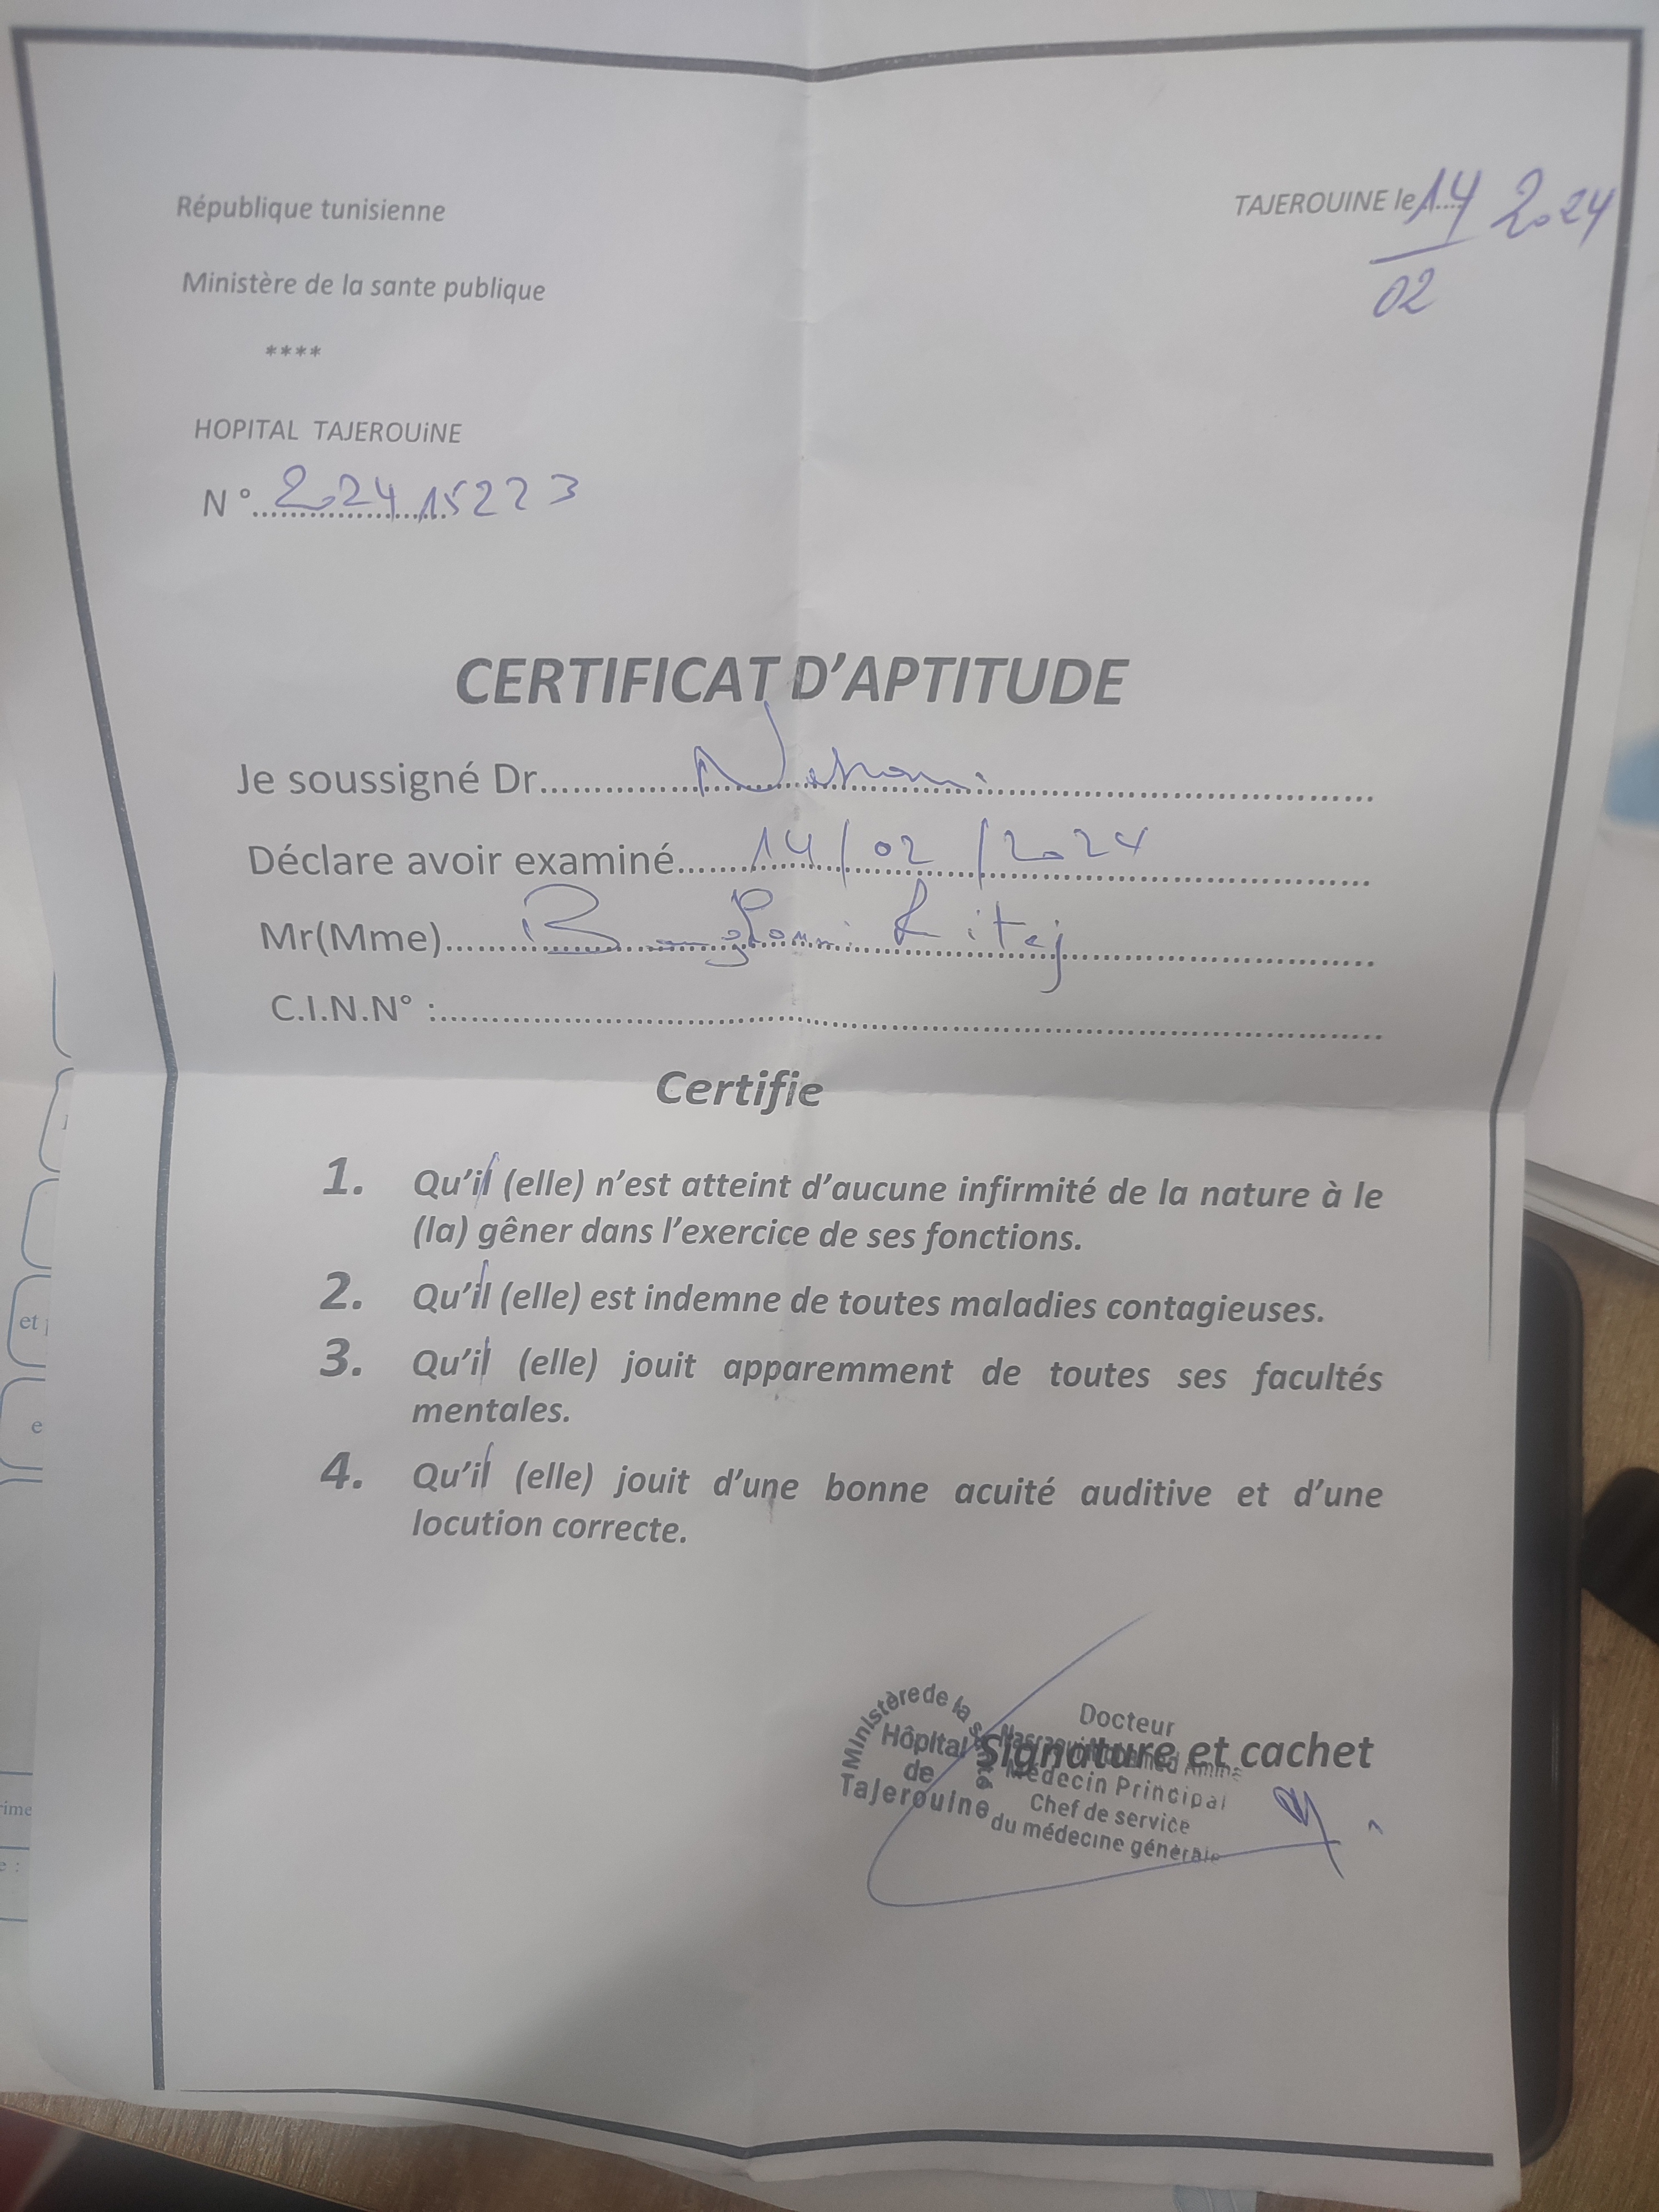 République tunisienne
TAJEROUINE le 14 2024
02
Ministère de la sante publique
****
HOPITAL TAJEROUiNE
N° 2024 15223
CERTIFICAT D'APTITUDE
Je soussigné Dr
Déclare avoir examiné 14/02/2024
Mr(Mme) Ritej
C.I.N.N° :
Certifie
1. Qu'il (elle) n'est atteint d'aucune infirmité de la nature à le
(la) gêner dans l'exercice de ses fonctions.
2. Qu'il (elle) est indemne de toutes maladies contagieuses.
3. Qu'il (elle) jouit apparemment de toutes ses facultés
mentales.
4. Qu'il (elle) jouit d'une bonne acuité auditive et d'une
locution correcte.
Signature et cachet
Ministère de la santé
Hôpital
de
Tajerouine
Docteur
Amine
Médecin Principal
Chef de service
du médecine générale
et
e